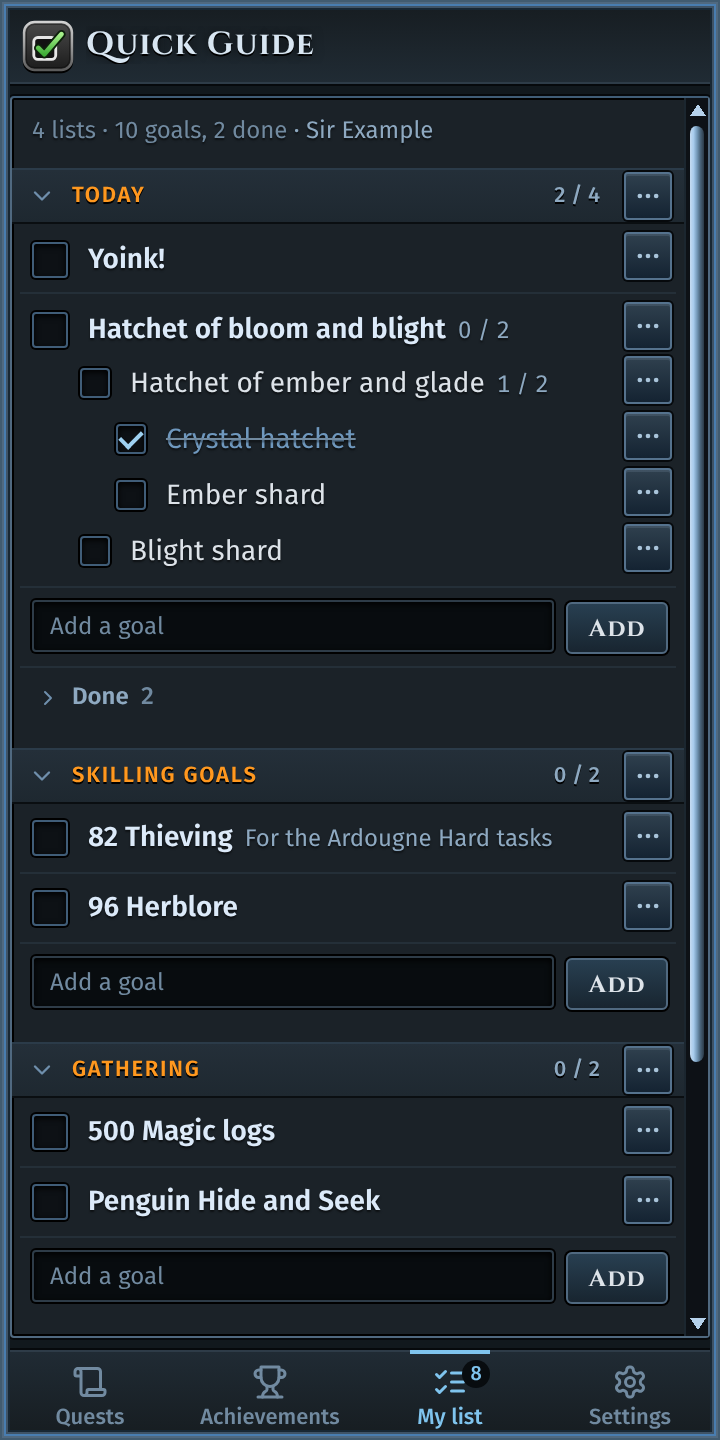 Quick Guide
4 lists · 10 goals, 2 done · Sir Example
TODAY 2 / 4 ...
Yoink! ...
Hatchet of bloom and blight 0 / 2 ...
Hatchet of ember and glade 1 / 2 ...
Crystal hatchet ...
Ember shard ...
Blight shard ...
Add a goal ADD
Done 2
SKILLING GOALS 0 / 2 ...
82 Thieving For the Ardougne Hard tasks ...
96 Herblore ...
Add a goal ADD
GATHERING 0 / 2 ...
500 Magic logs ...
Penguin Hide and Seek ...
Add a goal ADD
8
Quests Achievements My list Settings